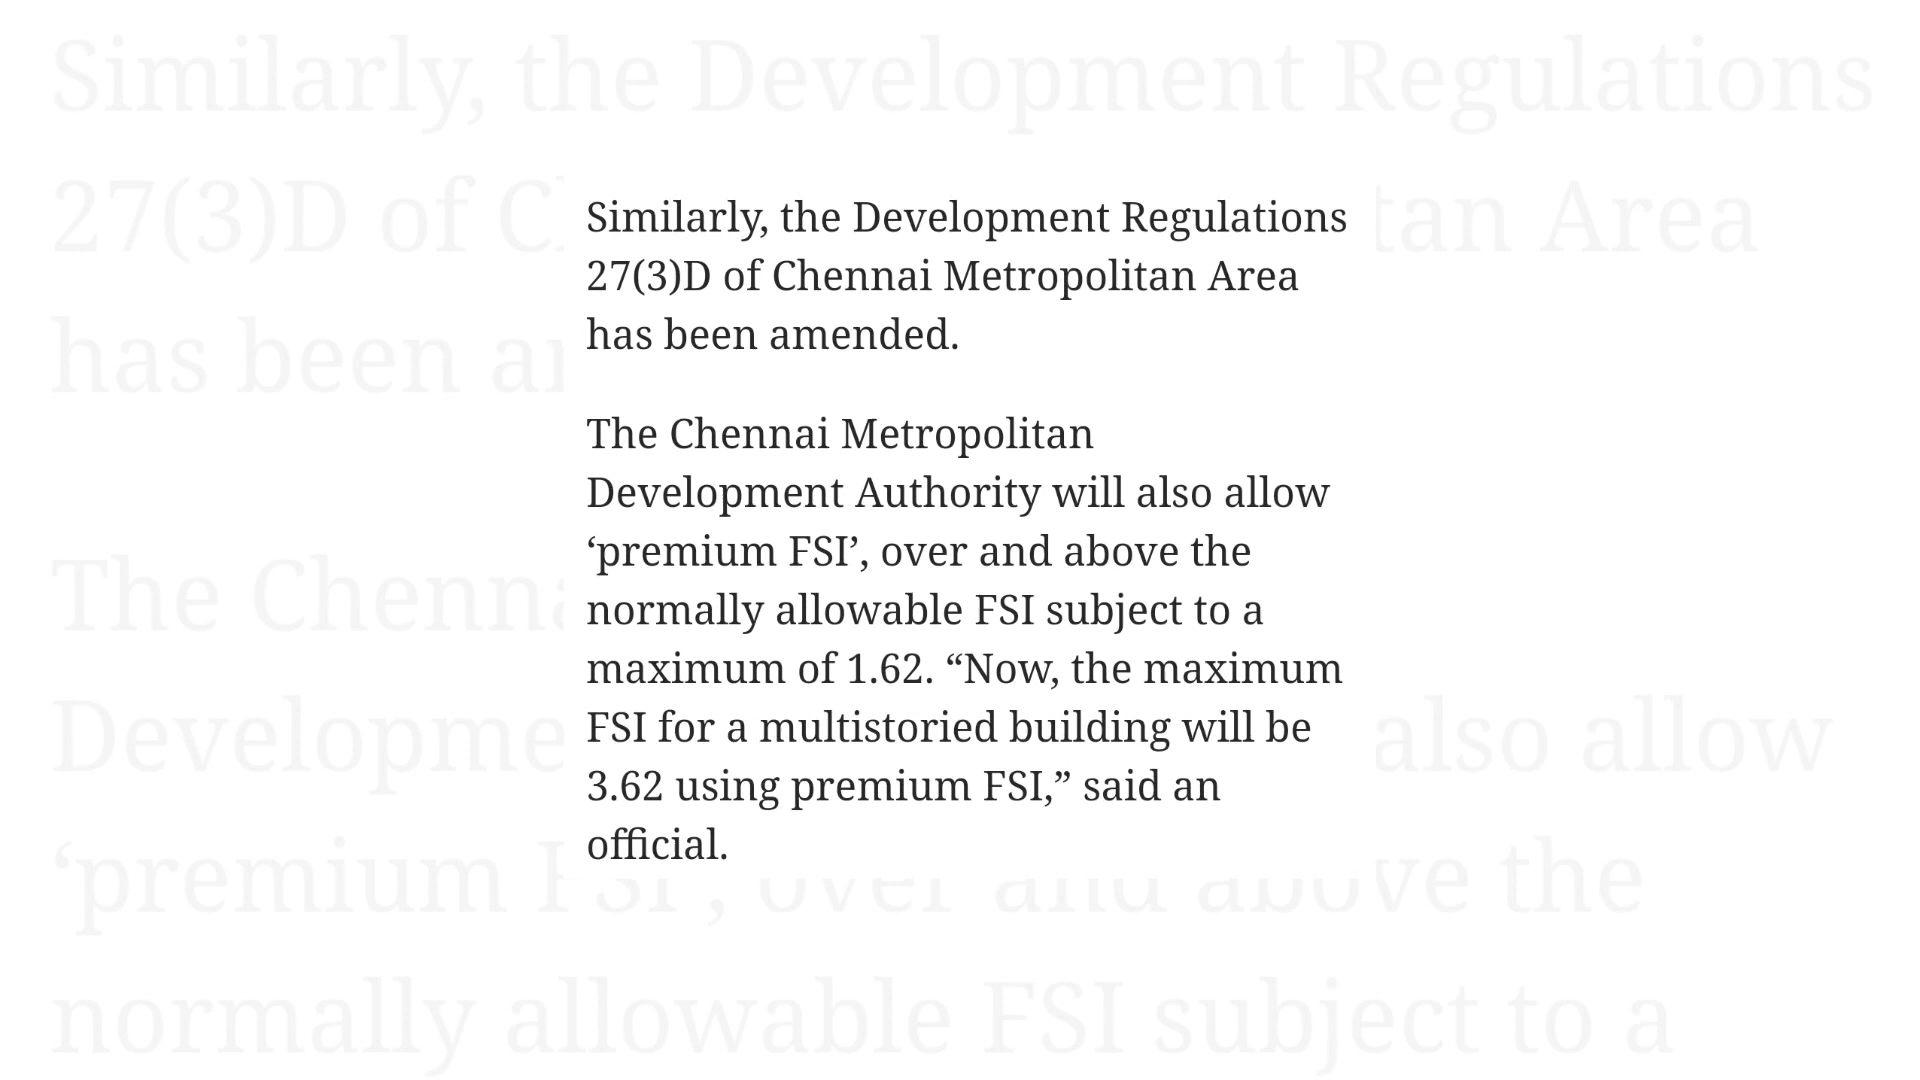 Similarly, the Development Regulations
27(3)D of Chennai Metropolitan Area
has been amended.
The Chennai Metropolitan
Development Authority will also allow
‘premium FSI’, over and above the
normally allowable FSI subject to a
maximum of 1.62. “Now, the maximum
FSI for a multistoried building will be
3.62 using premium FSI,” said an
official.